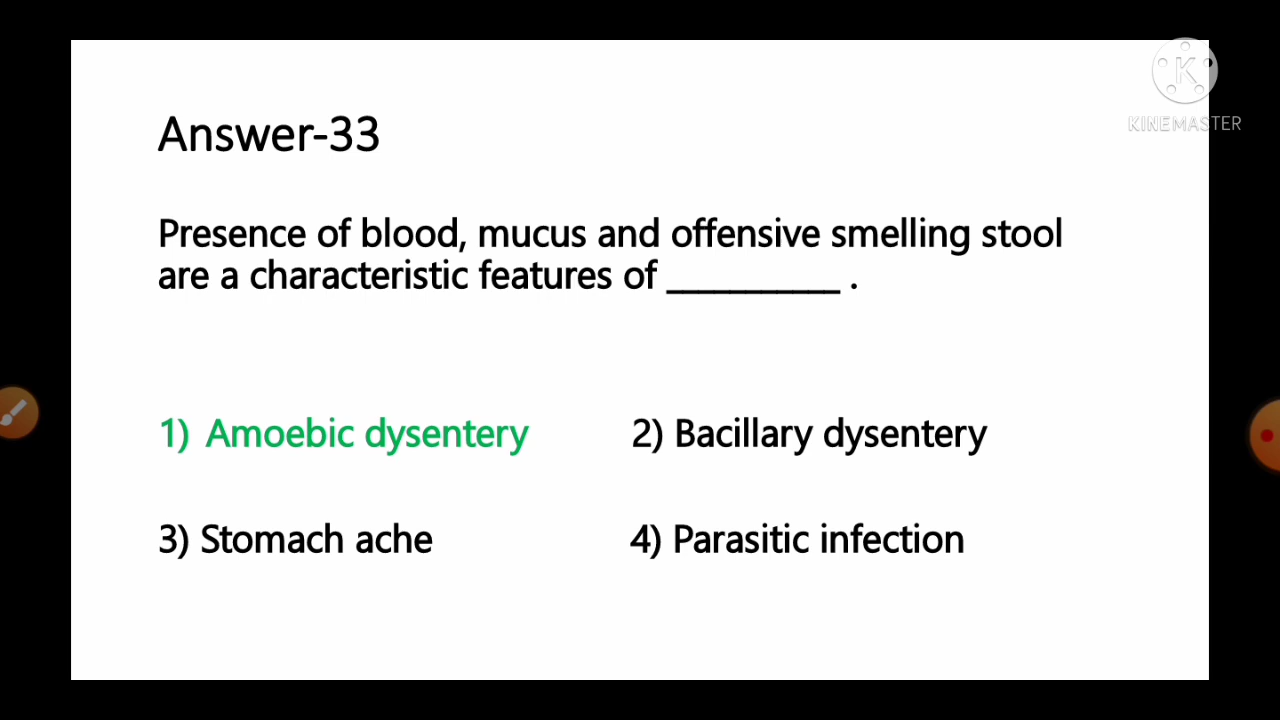 K
KINEMASTER
Answer-33
Presence of blood, mucus and offensive smelling stool
are a characteristic features of ___________ .
1) Amoebic dysentery
2) Bacillary dysentery
3) Stomach ache
4) Parasitic infection